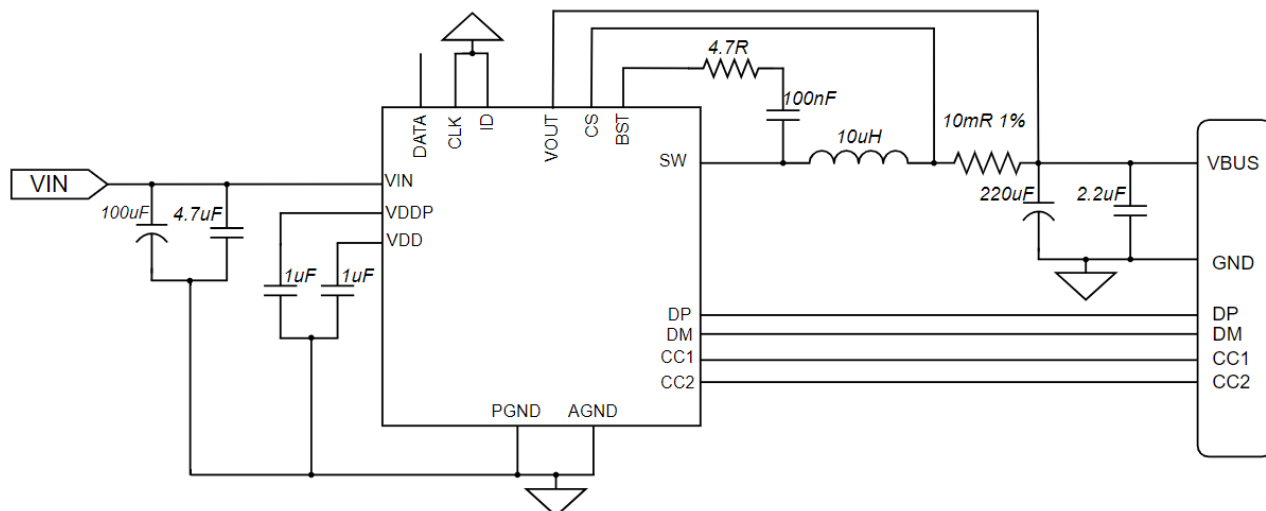 4.7R
100nF
10mR 1%
10uH
DATA
CLK
ID
VOUT
CS
BST
SW
VBUS
VIN
VIN
100uF
4.7uF
220uF
2.2uF
VDDP
VDD
1uF
1uF
GND
DP
DP
DM
DM
CC1
CC1
CC2
CC2
PGND
AGND